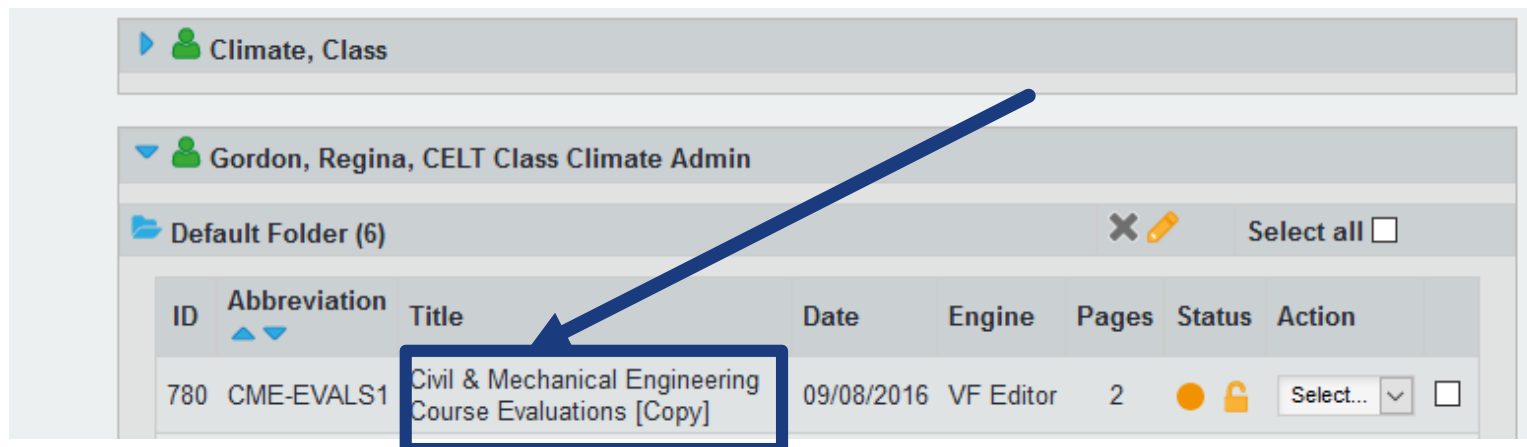 Climate, Class
Gordon, Regina, CELT Class Climate Admin
Default Folder (6) Select all
ID Abbreviation Title Date Engine Pages Status Action
780 CME-EVALS1 Civil & Mechanical Engineering 09/08/2016 VF Editor 2 Select...
Course Evaluations [Copy]